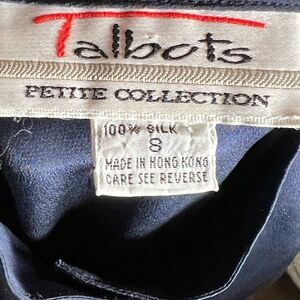 Talbots
PETITE COLLECTION
100% SILK
8
MADE IN HONG KONG
CARE SEE REVERSE